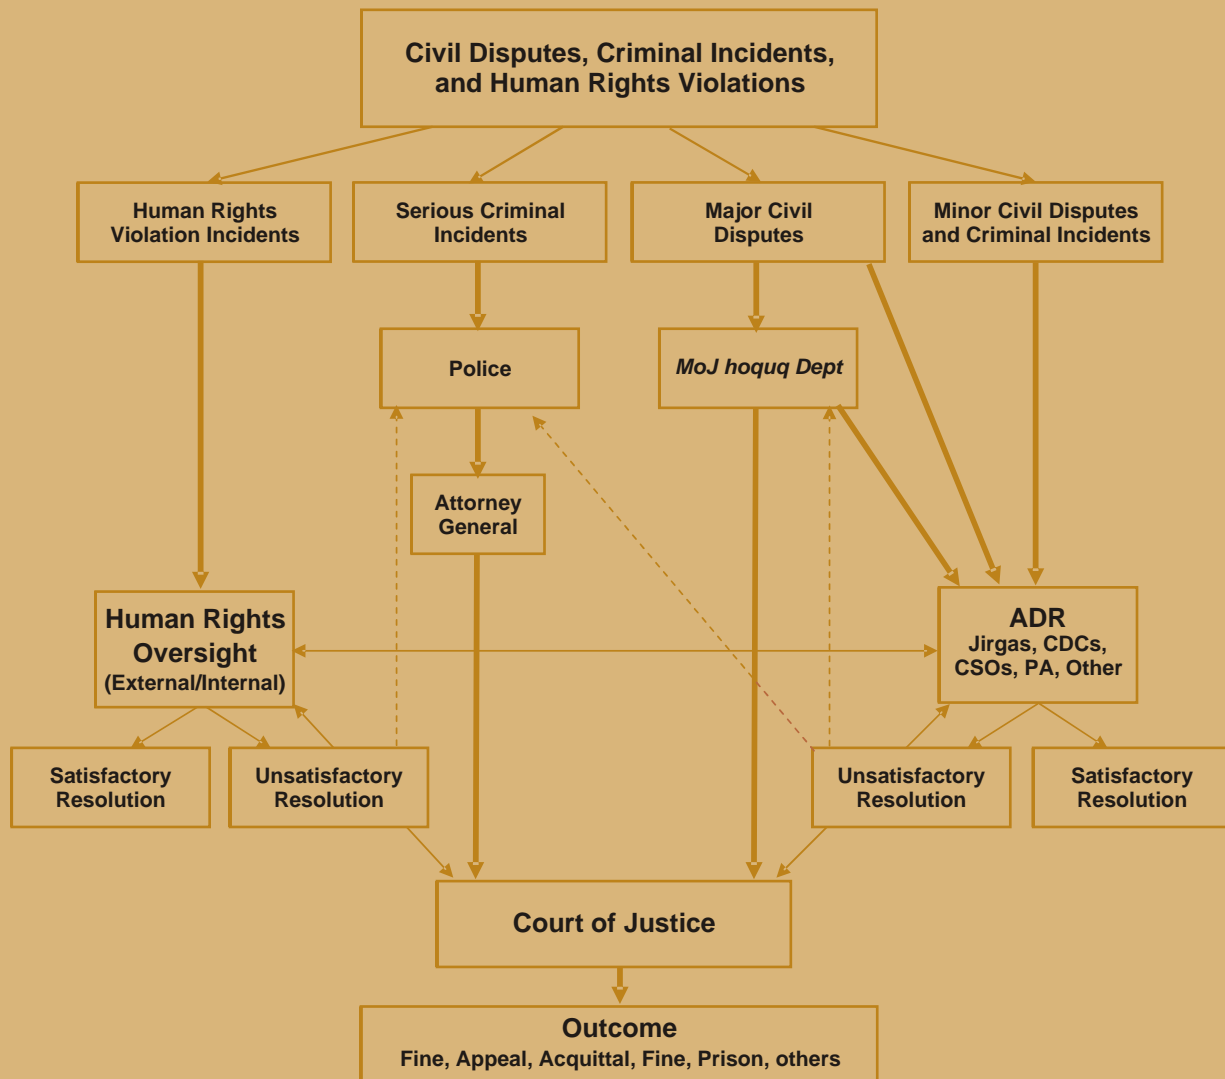 Civil Disputes, Criminal Incidents,
and Human Rights Violations
Human Rights
Violation Incidents
Serious Criminal
Incidents
Major Civil
Disputes
Minor Civil Disputes
and Criminal Incidents
Police
MoJ hoquq Dept
Attorney
General
Human Rights
Oversight
(External/Internal)
ADR
Jirgas, CDCs,
CSOs, PA, Other
Satisfactory
Resolution
Unsatisfactory
Resolution
Unsatisfactory
Resolution
Satisfactory
Resolution
Court of Justice
Outcome
Fine, Appeal, Acquittal, Fine, Prison, others